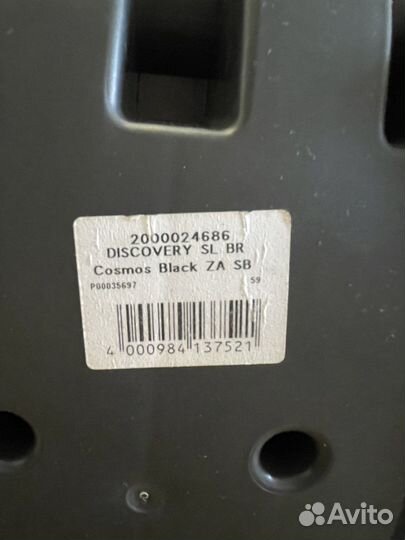 2000024686
DISCOVERY SL BR
Cosmos Black ZA SB
P00035697 59
4 000984 137521
Avito